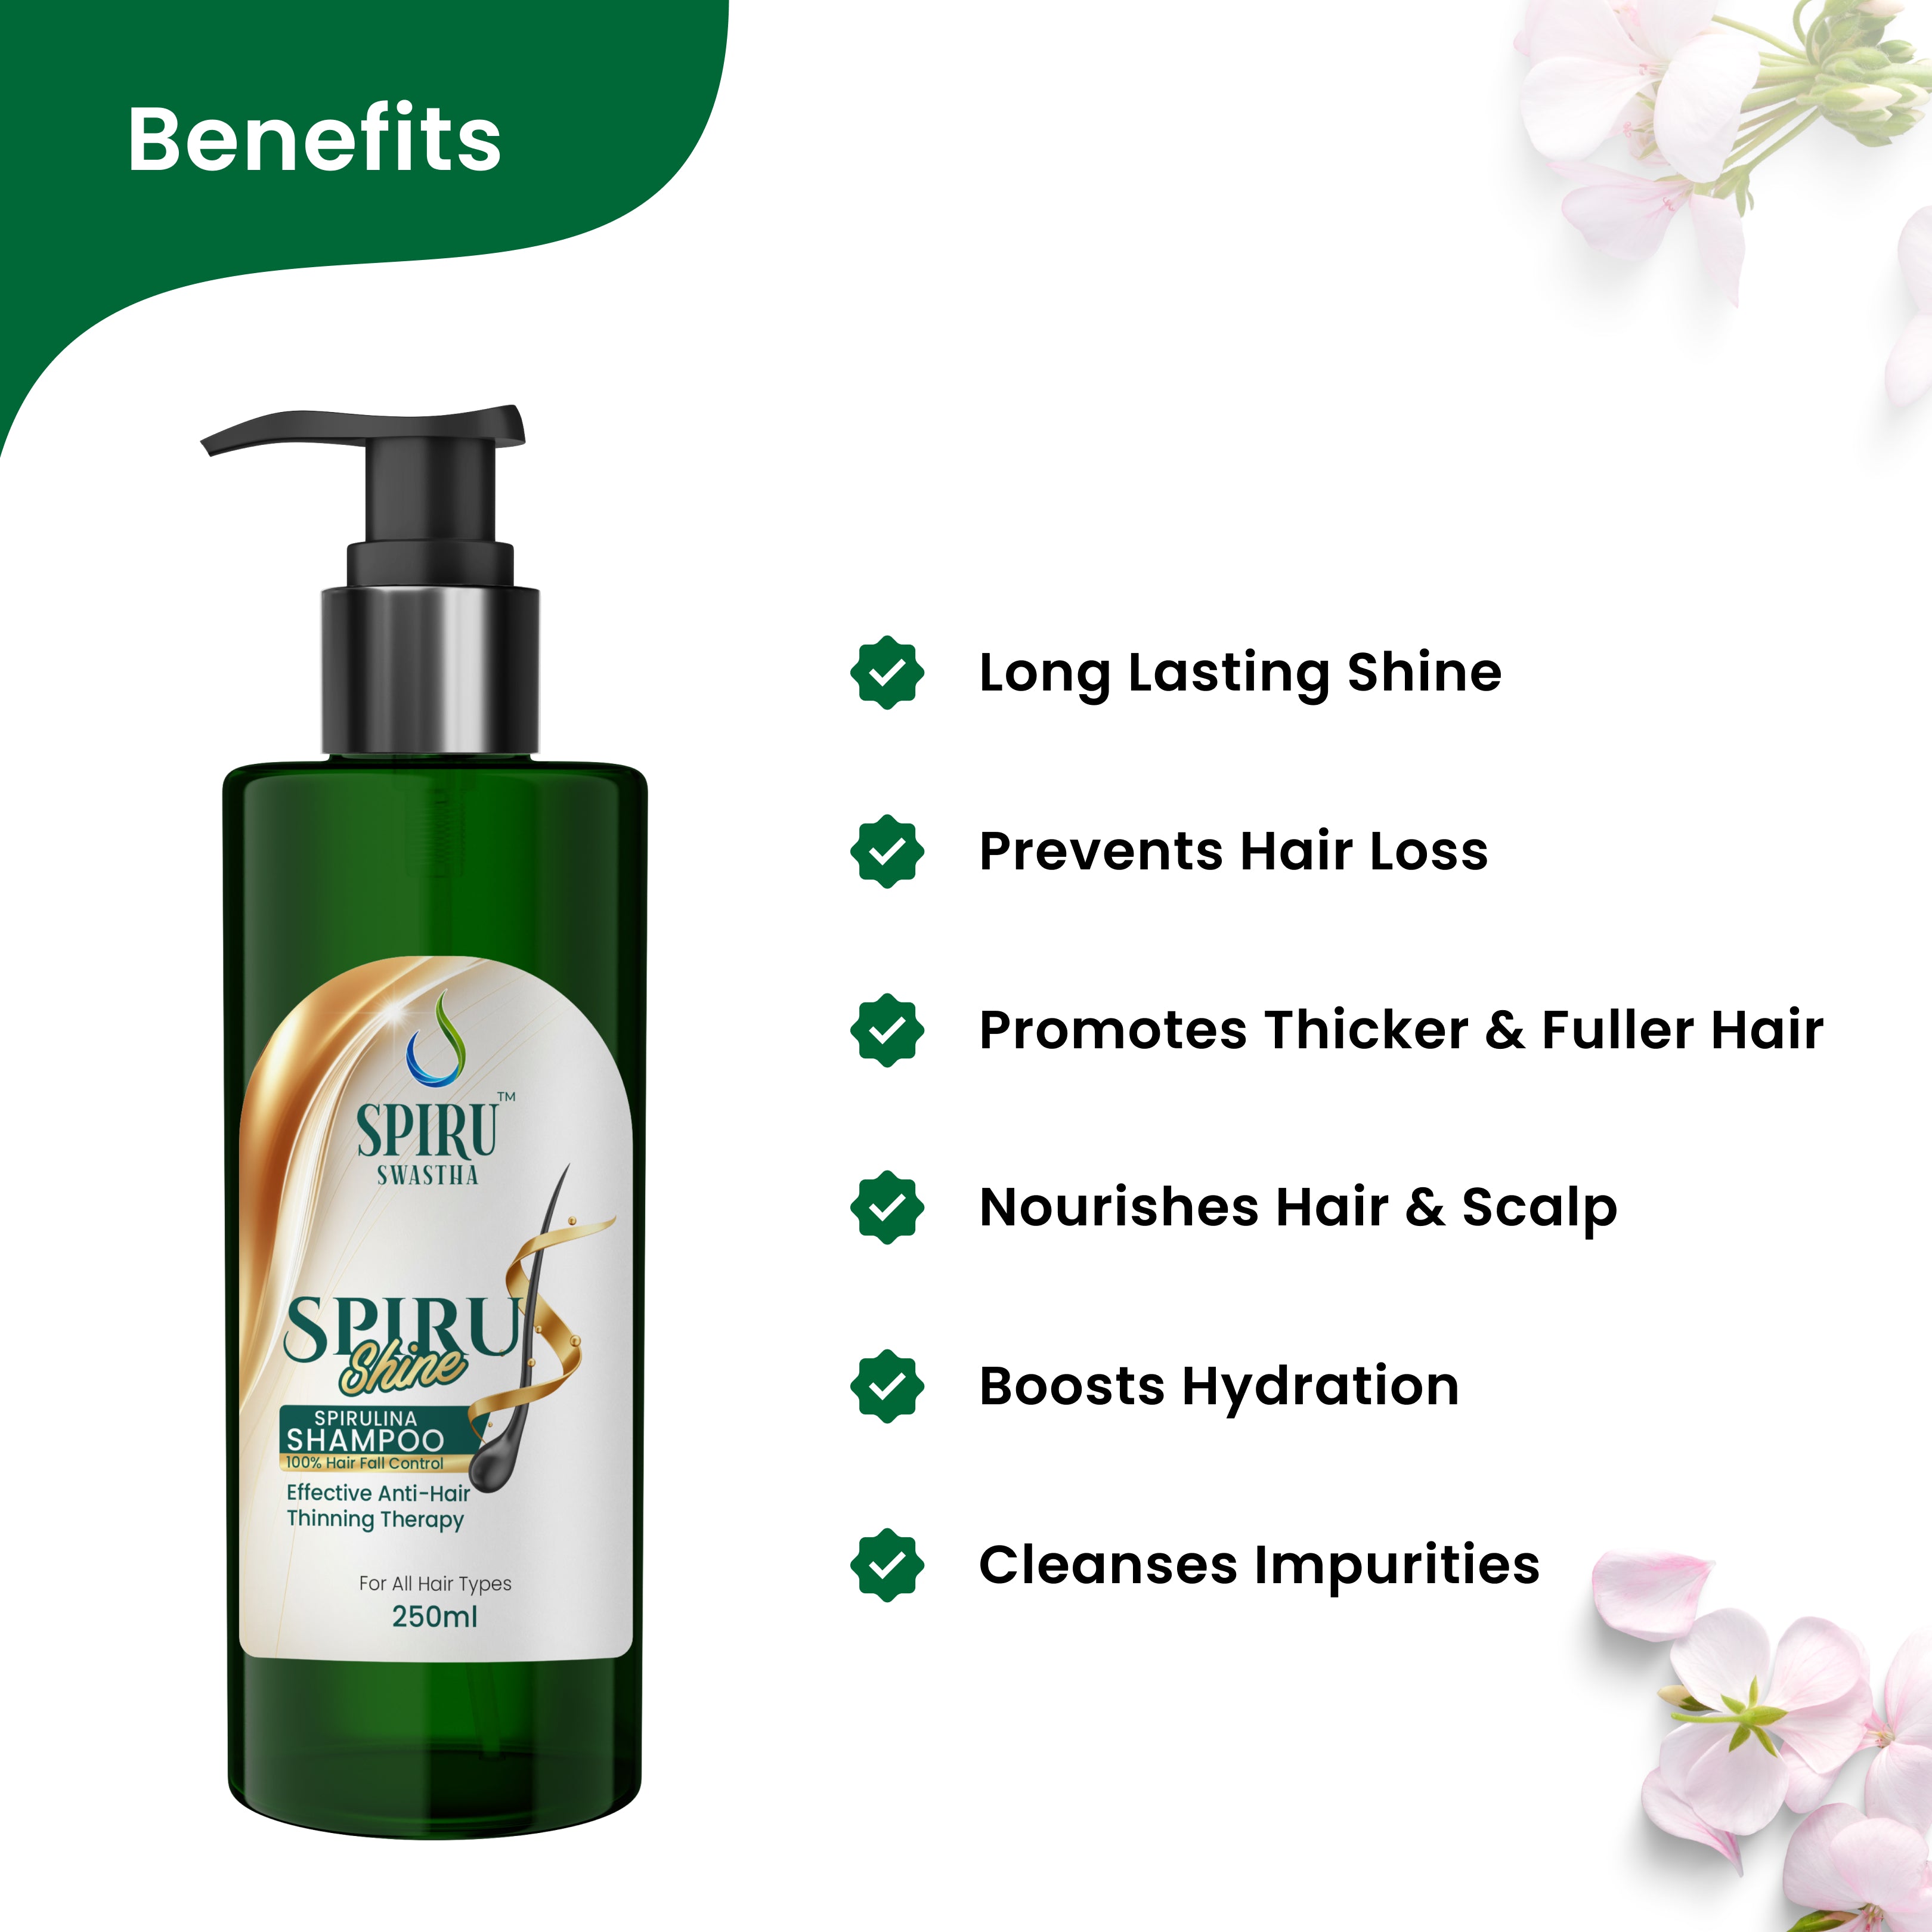 Benefits
Long Lasting Shine
Prevents Hair Loss
Promotes Thicker & Fuller Hair
Nourishes Hair & Scalp
Boosts Hydration
Cleanses Impurities
SPIRU™
SWASTHA
SPIRU
Shine
SPIRULINA
SHAMPOO
100% Hair Fall Control
Effective Anti-Hair
Thinning Therapy
For All Hair Types
250ml